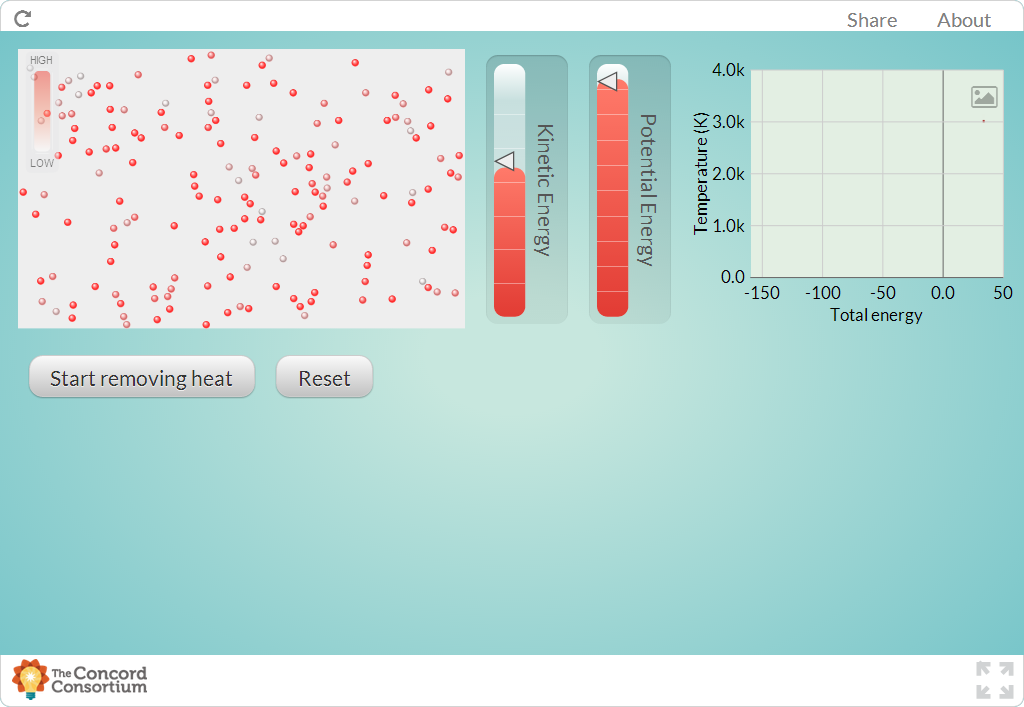 Share
About
HIGH
LOW
Kinetic Energy
Potential Energy
Temperature (K)
4.0k
3.0k
2.0k
1.0k
0.0
-150
-100
-50
0.0
50
Total energy
Start removing heat
Reset
The Concord
Consortium